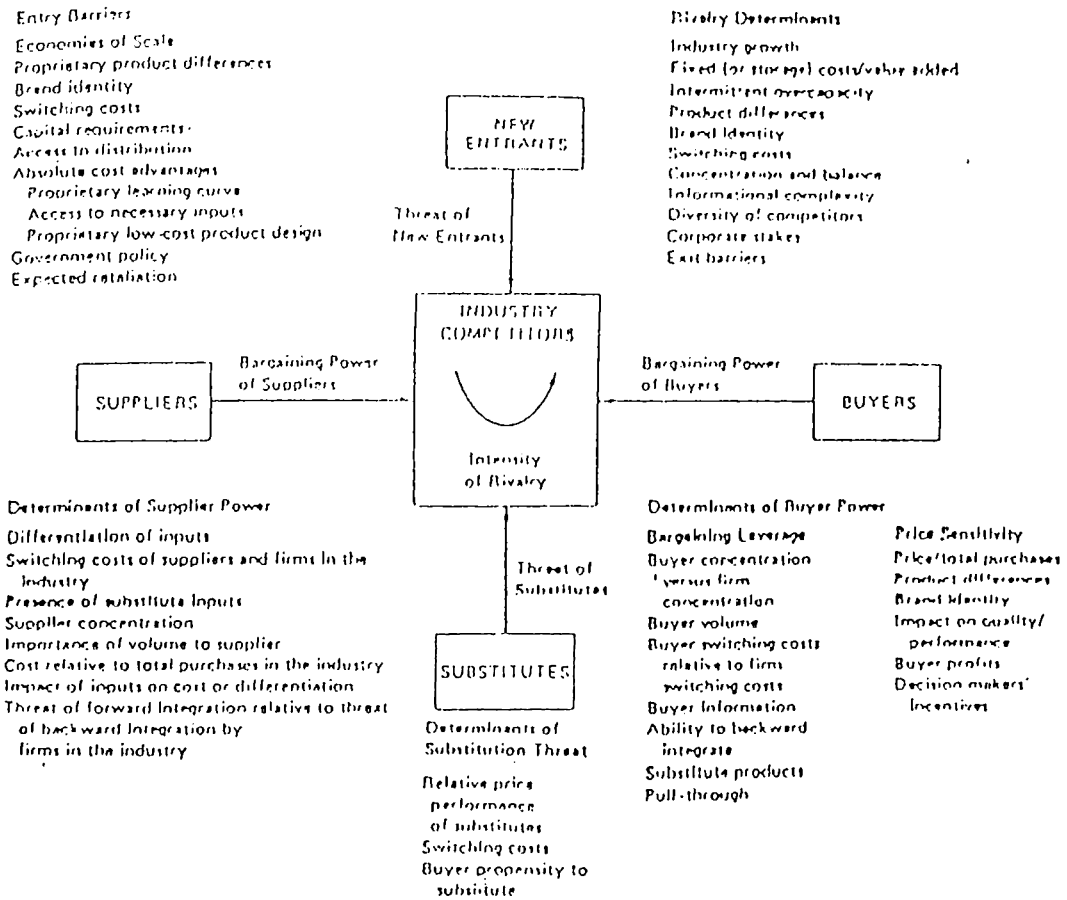 Entry Barriers
Economies of Scale
Proprietary product differences
Brand identity
Switching costs
Capital requirements
Access to distribution
Absolute cost advantages
Proprietary learning curve
Access to necessary inputs
Proprietary low-cost product design
Government policy
Expected retaliation
NEW
ENTRANTS
Threat of
New Entrants
Rivalry Determinants
Industry growth
Fixed (or storage) costs/value added
Intermittent overcapacity
Product differences
Brand Identity
Switching costs
Concentration and balance
Informational complexity
Diversity of competitors
Corporate stakes
Exit barriers
INDUSTRY
COMPETITORS
Intensity
of Rivalry
SUPPLIERS
Bargaining Power
of Suppliers
Bargaining Power
of Buyers
BUYERS
Determinants of Supplier Power
Differentiation of inputs
Switching costs of suppliers and firms in the
industry
Presence of substitute inputs
Supplier concentration
Importance of volume to supplier
Cost relative to total purchases in the industry
Impact of inputs on cost or differentiation
Threat of forward integration relative to threat
of backward integration by
firms in the industry
Threat of
Substitutes
SUBSTITUTES
Determinants of
Substitution Threat
Relative price
performance
of substitutes
Switching costs
Buyer propensity to
substitute
Determinants of Buyer Power
Bargaining Leverage
Buyer concentration
versus firm
concentration
Buyer volume
Buyer switching costs
relative to firm
switching costs
Buyer Information
Ability to backward
integrate
Substitute products
Pull-through
Price Sensitivity
Price/total purchases
Product differences
Brand Identity
Impact on quality/
performance
Buyer profits
Decision makers'
Incentives